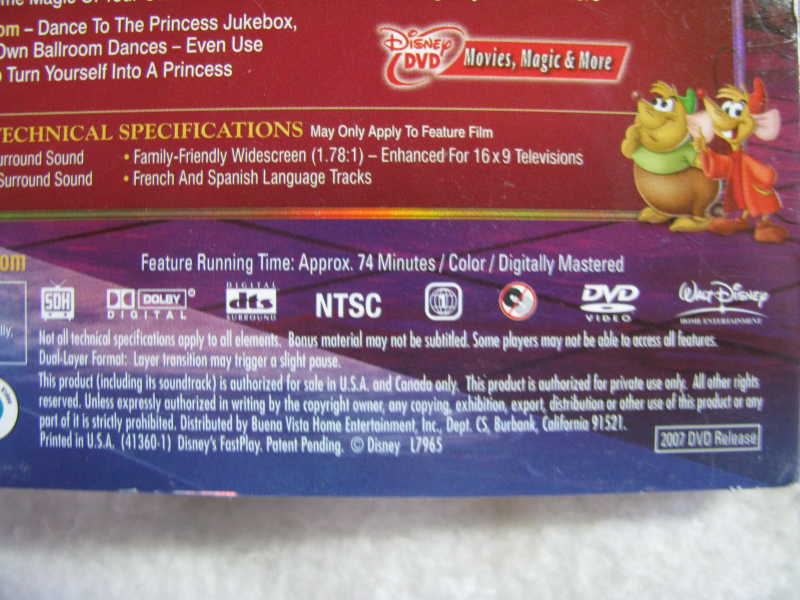 om – Dance To The Princess Jukebox,
Own Ballroom Dances – Even Use
Turn Yourself Into A Princess
Disney
DVD
Movies, Magic & More
TECHNICAL SPECIFICATIONS May Only Apply To Feature Film
urround Sound • Family-Friendly Widescreen (1.78:1) – Enhanced For 16x9 Televisions
Surround Sound • French And Spanish Language Tracks
om
Feature Running Time: Approx. 74 Minutes / Color / Digitally Mastered
SDH DOLBY DIGITAL DIGITAL dts SURROUND NTSC 1 DVD VIDEO WALT DISNEY HOME ENTERTAINMENT
lly,
Not all technical specifications apply to all elements. Bonus material may not be subtitled. Some players may not be able to access all features.
Dual-Layer Format: Layer transition may trigger a slight pause.
This product (including its soundtrack) is authorized for sale in U.S.A. and Canada only. This product is authorized for private use only. All other rights
reserved. Unless expressly authorized in writing by the copyright owner, any copying, exhibition, export, distribution or other use of this product or any
part of it is strictly prohibited. Distributed by Buena Vista Home Entertainment, Inc., Dept. CS, Burbank, California 91521.
Printed in U.S.A. (41360-1) Disney's FastPlay. Patent Pending. © Disney L7965
2007 DVD Release
Video